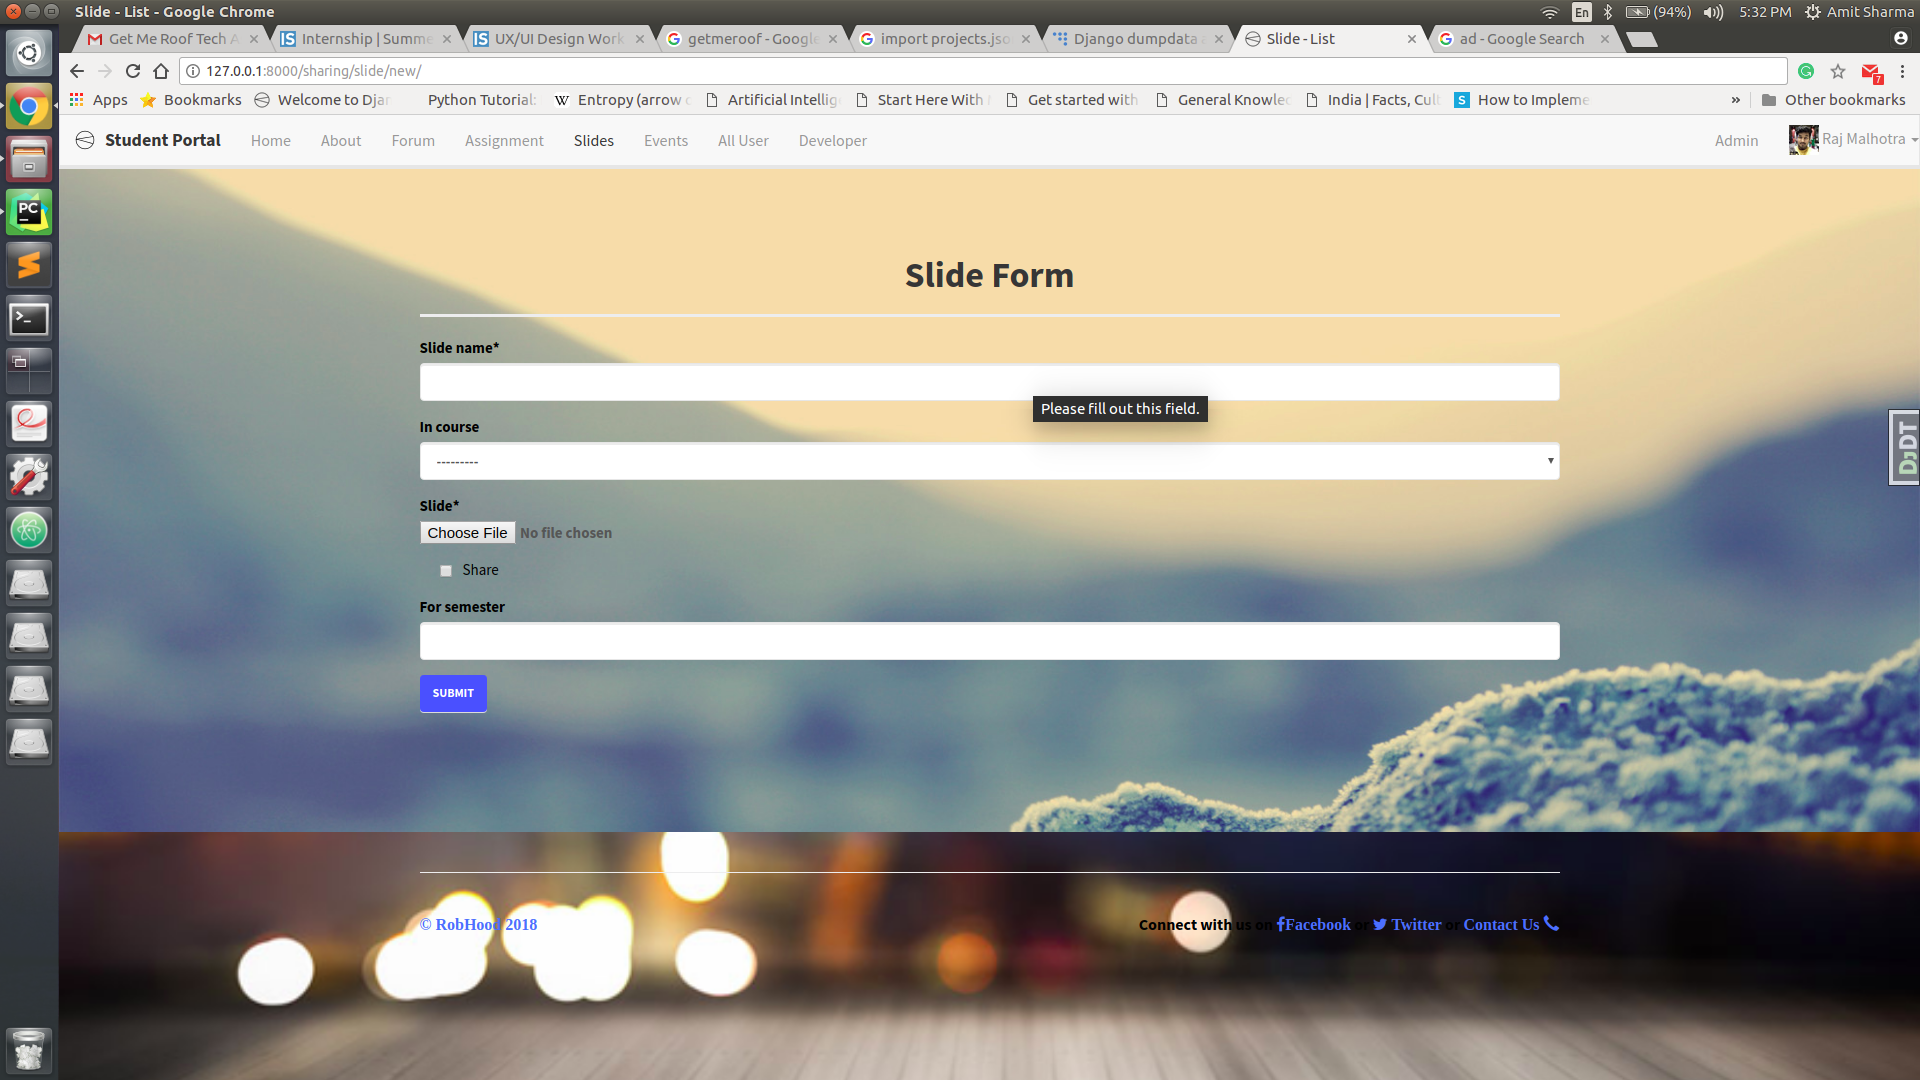 Slide - List - Google Chrome
En
(94%)
5:32 PM
Amit Sharma
Get Me Roof Tech
Internship | Summe
UX/UI Design Work
getmeroof - Google
import projects.jso
Django dumpdata
Slide - List
ad - Google Search
127.0.0.1:8000/sharing/slide/new/
7
Apps
Bookmarks
Welcome to Djan
Python Tutorial:
W Entropy (arrow
Artificial Intellig
Start Here With
Get started with
General Knowled
India | Facts, Cult
S How to Impleme
»
Other bookmarks
Student Portal
Home
About
Forum
Assignment
Slides
Events
All User
Developer
Admin
Raj Malhotra
PC
Slide Form
Slide name*
Please fill out this field.
In course
---------
DJDT
Slide*
Choose File No file chosen
Share
For semester
SUBMIT
© RobHood 2018
Connect with us on Facebook or Twitter or Contact Us